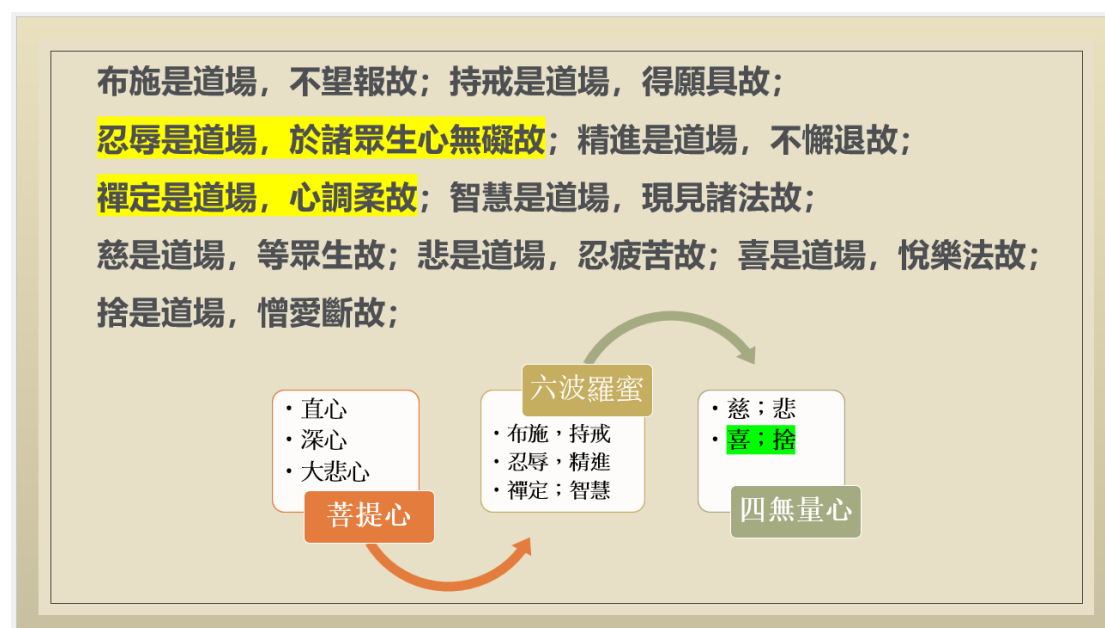 布施是道場，不望報故；持戒是道場，得願具故；
忍辱是道場，於諸眾生心無礙故；精進是道場，不懈退故；
禪定是道場，心調柔故；智慧是道場，現見諸法故；
慈是道場，等眾生故；悲是道場，忍疲苦故；喜是道場，悅樂法故；
捨是道場，憎愛斷故；
・直心
・深心
・大悲心
菩提心
六波羅蜜
・布施，持戒
・忍辱，精進
・禪定；智慧
・慈；悲
・喜；捨
四無量心